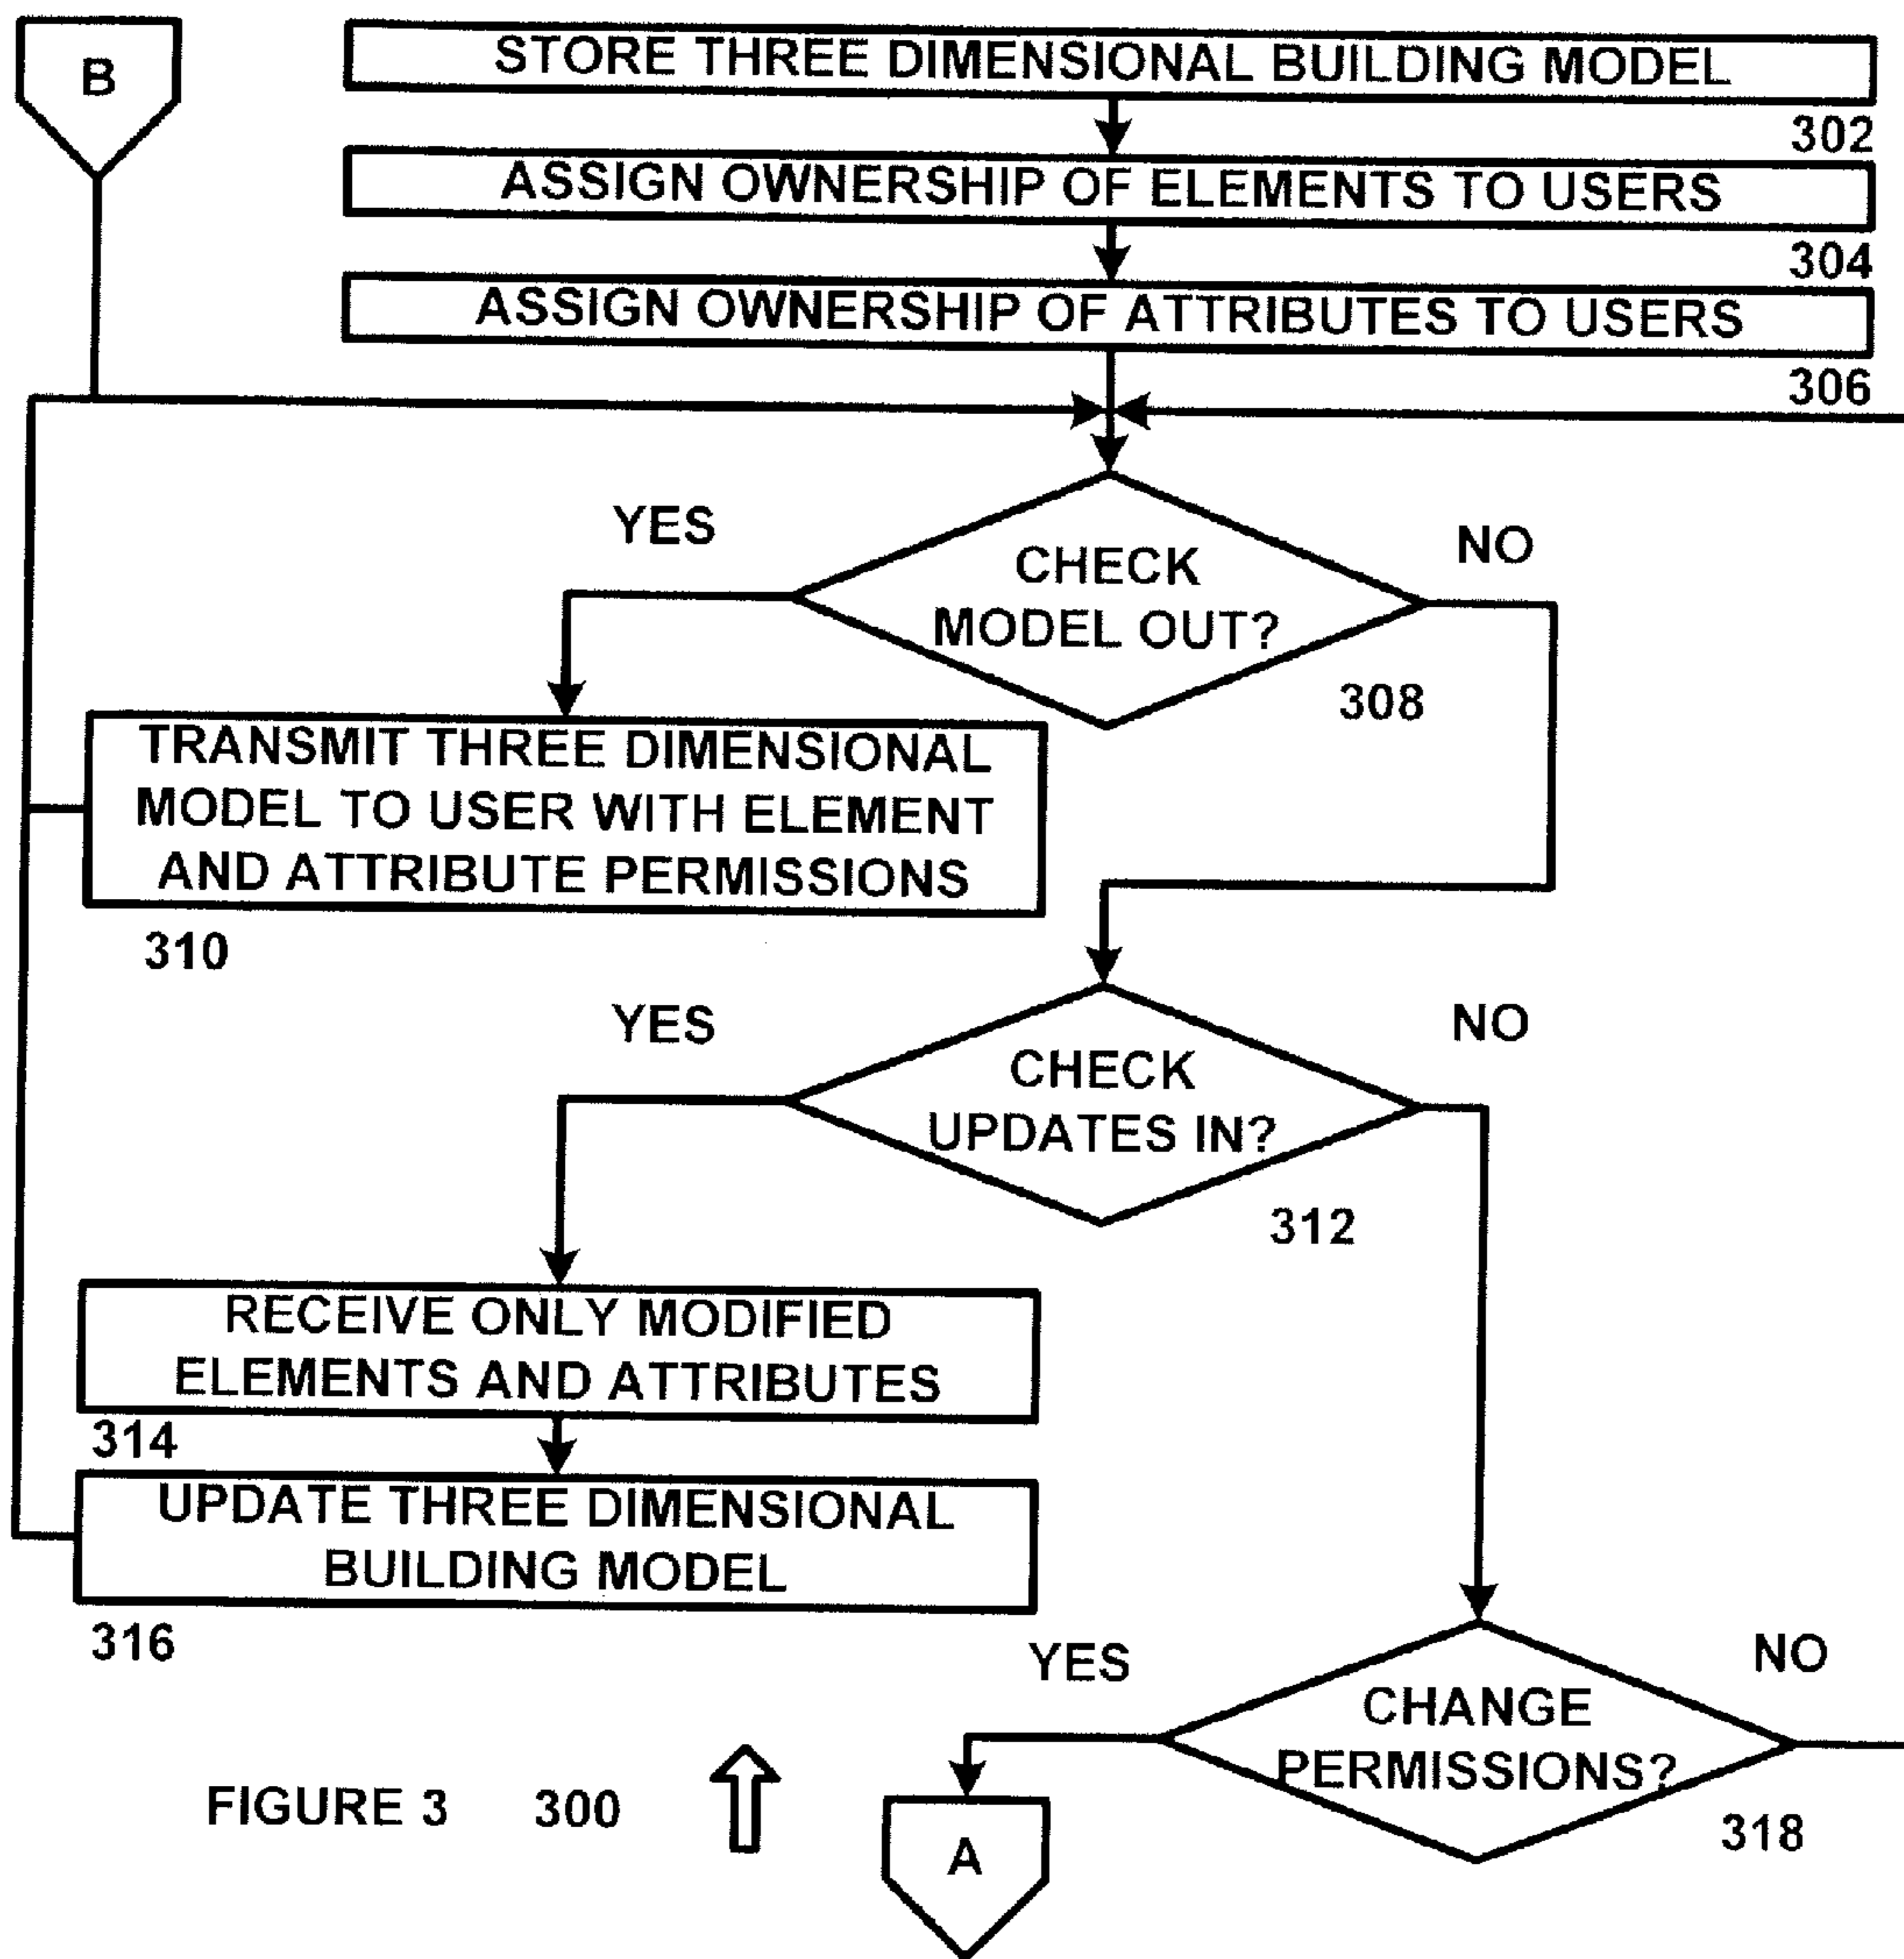 B
STORE THREE DIMENSIONAL BUILDING MODEL
302
ASSIGN OWNERSHIP OF ELEMENTS TO USERS
304
ASSIGN OWNERSHIP OF ATTRIBUTES TO USERS
306
YES
NO
CHECK
MODEL OUT?
308
TRANSMIT THREE DIMENSIONAL
MODEL TO USER WITH ELEMENT
AND ATTRIBUTE PERMISSIONS
310
YES
NO
CHECK
UPDATES IN?
312
RECEIVE ONLY MODIFIED
ELEMENTS AND ATTRIBUTES
314
UPDATE THREE DIMENSIONAL
BUILDING MODEL
316
YES
NO
CHANGE
PERMISSIONS?
318
FIGURE 3 300
A